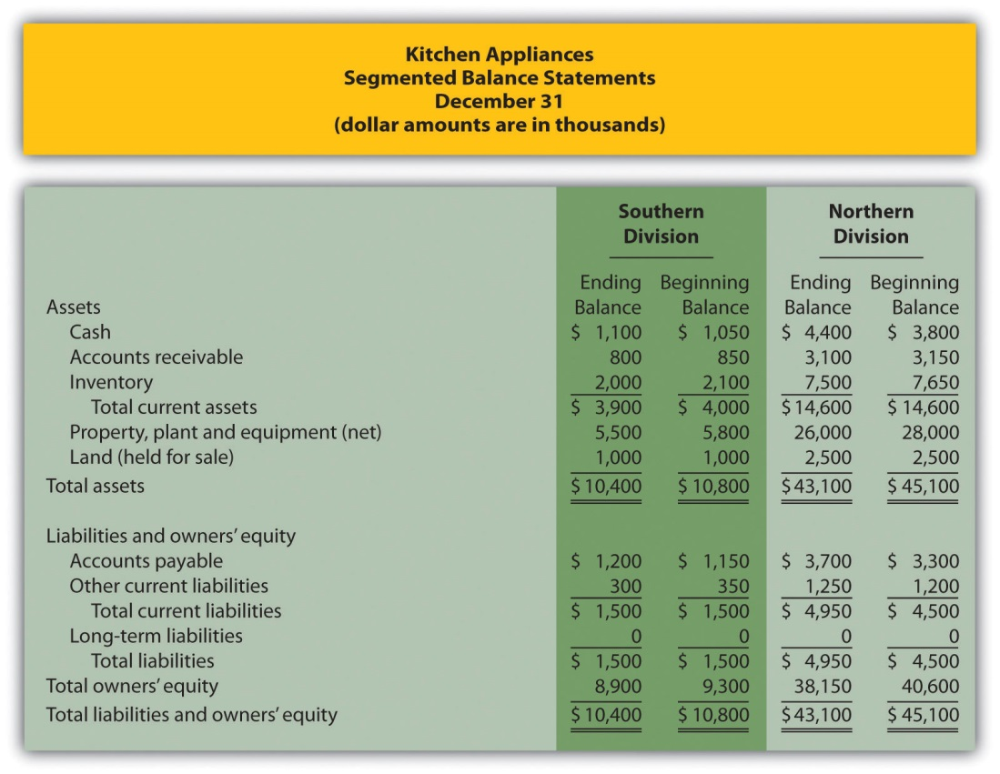 Kitchen Appliances
Segmented Balance Statements
December 31
(dollar amounts are in thousands)
Southern Division Northern Division
Ending Balance Beginning Balance Ending Balance Beginning Balance
Assets
Cash $ 1,100 $ 1,050 $ 4,400 $ 3,800
Accounts receivable 800 850 3,100 3,150
Inventory 2,000 2,100 7,500 7,650
Total current assets $ 3,900 $ 4,000 $ 14,600 $ 14,600
Property, plant and equipment (net) 5,500 5,800 26,000 28,000
Land (held for sale) 1,000 1,000 2,500 2,500
Total assets $ 10,400 $ 10,800 $ 43,100 $ 45,100
Liabilities and owners' equity
Accounts payable $ 1,200 $ 1,150 $ 3,700 $ 3,300
Other current liabilities 300 350 1,250 1,200
Total current liabilities $ 1,500 $ 1,500 $ 4,950 $ 4,500
Long-term liabilities 0 0 0 0
Total liabilities $ 1,500 $ 1,500 $ 4,950 $ 4,500
Total owners' equity 8,900 9,300 38,150 40,600
Total liabilities and owners' equity $ 10,400 $ 10,800 $ 43,100 $ 45,100